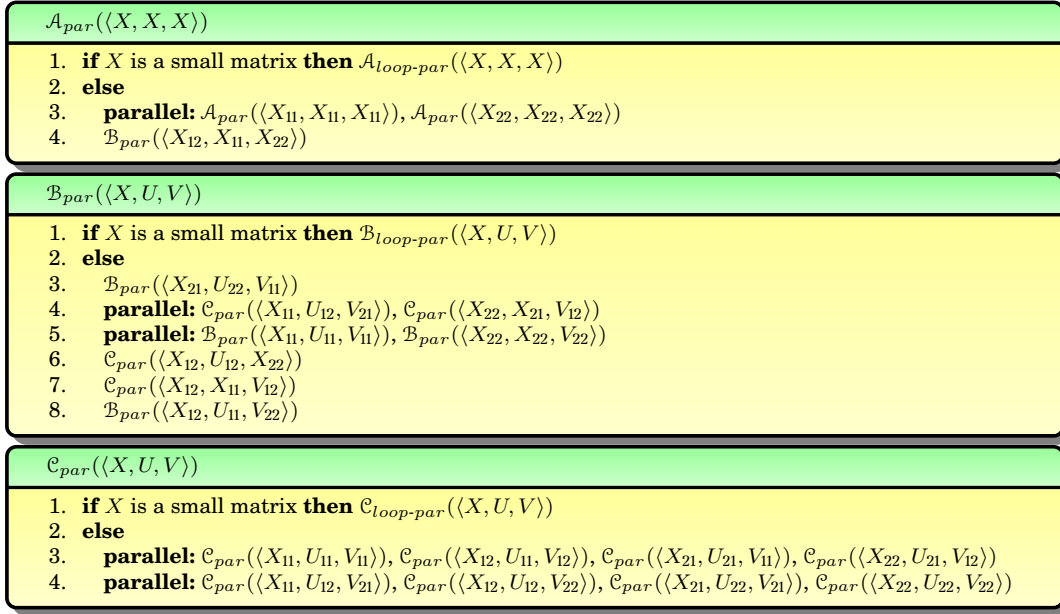 𝒜_par(⟨X, X, X⟩)
1. if X is a small matrix then 𝒜_loop-par(⟨X, X, X⟩)
2. else
3. parallel: 𝒜_par(⟨X₁₁, X₁₁, X₁₁⟩), 𝒜_par(⟨X₂₂, X₂₂, X₂₂⟩)
4. ℬ_par(⟨X₁₂, X₁₁, X₂₂⟩)
ℬ_par(⟨X, U, V⟩)
1. if X is a small matrix then ℬ_loop-par(⟨X, U, V⟩)
2. else
3. ℬ_par(⟨X₂₁, U₂₂, V₁₁⟩)
4. parallel: 𝒞_par(⟨X₁₁, U₁₂, V₂₁⟩), 𝒞_par(⟨X₂₂, X₂₁, V₁₂⟩)
5. parallel: ℬ_par(⟨X₁₁, U₁₁, V₁₁⟩), ℬ_par(⟨X₂₂, X₂₂, V₂₂⟩)
6. 𝒞_par(⟨X₁₂, U₁₂, X₂₂⟩)
7. 𝒞_par(⟨X₁₂, X₁₁, V₁₂⟩)
8. ℬ_par(⟨X₁₂, U₁₁, V₂₂⟩)
𝒞_par(⟨X, U, V⟩)
1. if X is a small matrix then 𝒞_loop-par(⟨X, U, V⟩)
2. else
3. parallel: 𝒞_par(⟨X₁₁, U₁₁, V₁₁⟩), 𝒞_par(⟨X₁₂, U₁₁, V₁₂⟩), 𝒞_par(⟨X₂₁, U₂₁, V₁₁⟩), 𝒞_par(⟨X₂₂, U₂₁, V₁₂⟩)
4. parallel: 𝒞_par(⟨X₁₁, U₁₂, V₂₁⟩), 𝒞_par(⟨X₁₂, U₁₂, V₂₂⟩), 𝒞_par(⟨X₂₁, U₂₂, V₂₁⟩), 𝒞_par(⟨X₂₂, U₂₂, V₂₂⟩)